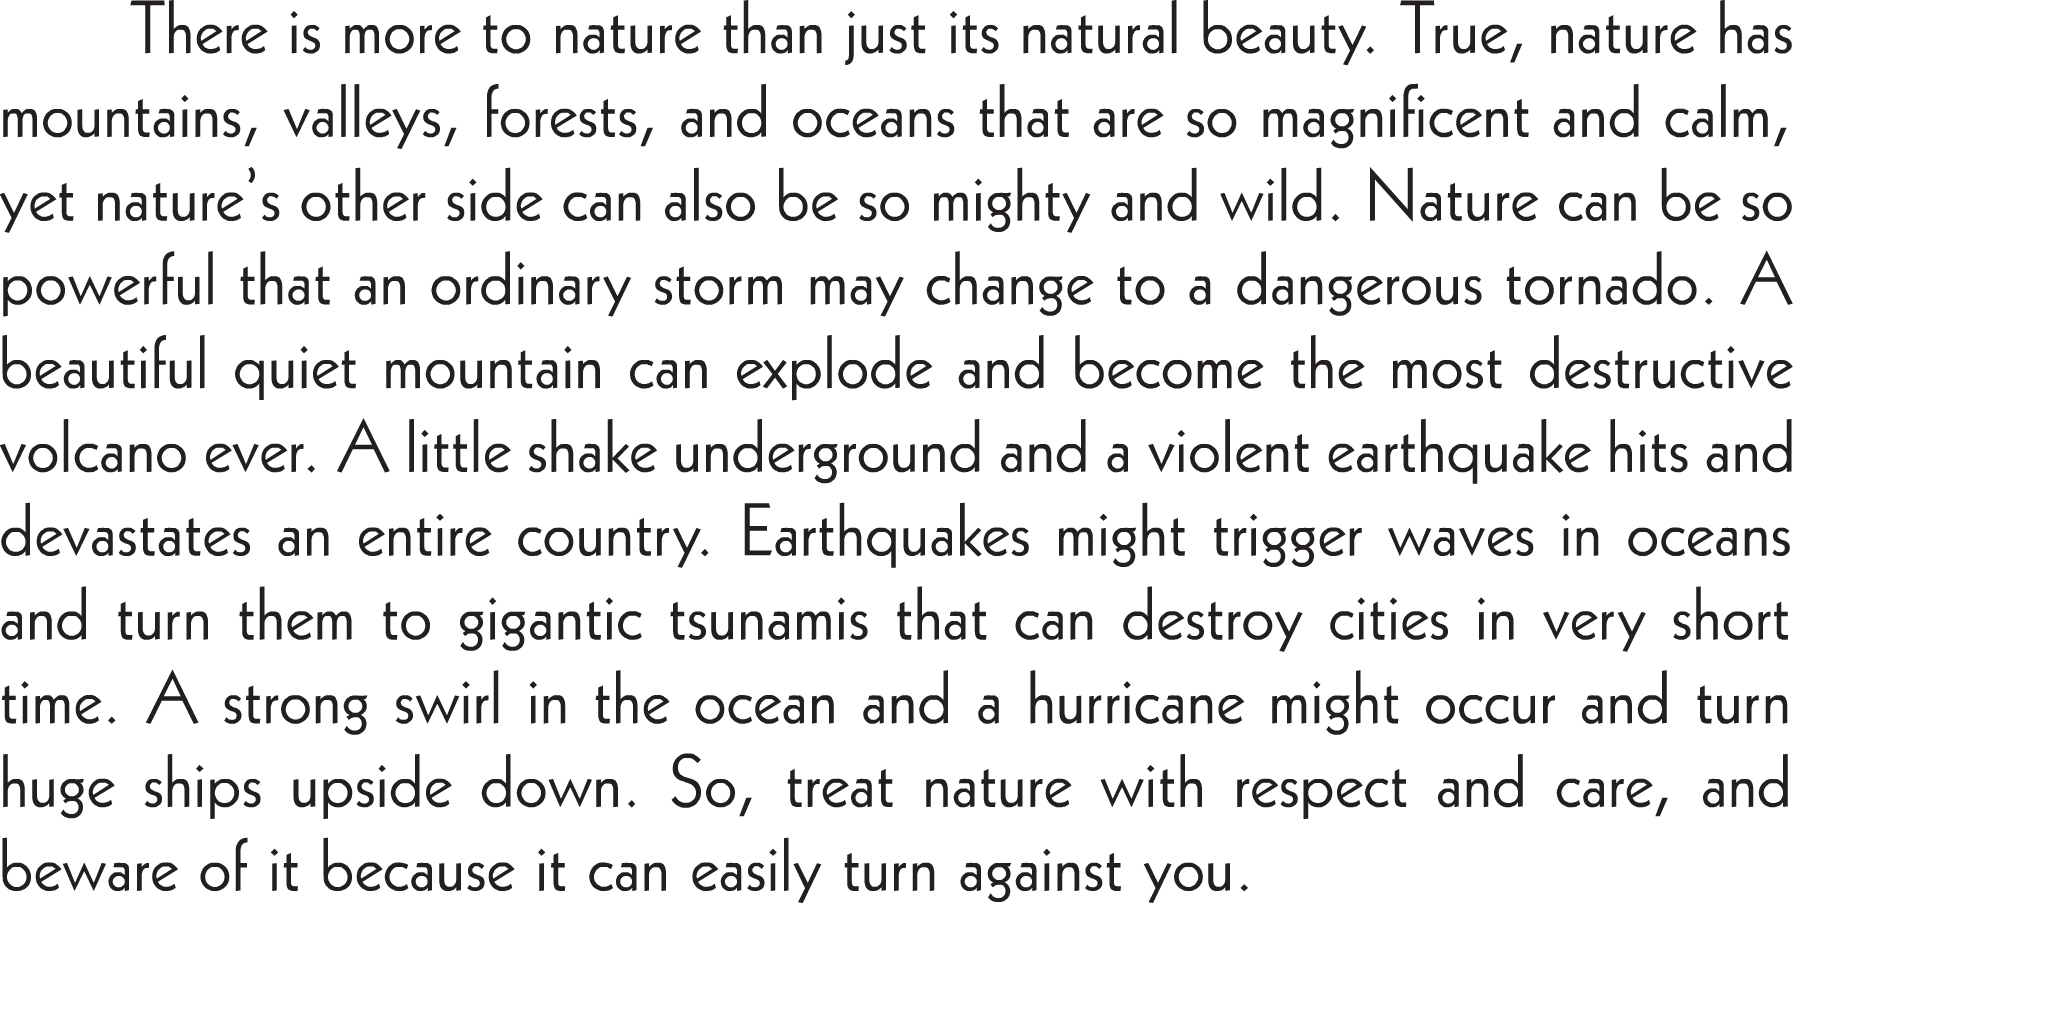 There is more to nature than just its natural beauty. True, nature has
mountains, valleys, forests, and oceans that are so magnificent and calm,
yet nature’s other side can also be so mighty and wild. Nature can be so
powerful that an ordinary storm may change to a dangerous tornado. A
beautiful quiet mountain can explode and become the most destructive
volcano ever. A little shake underground and a violent earthquake hits and
devastates an entire country. Earthquakes might trigger waves in oceans
and turn them to gigantic tsunamis that can destroy cities in very short
time. A strong swirl in the ocean and a hurricane might occur and turn
huge ships upside down. So, treat nature with respect and care, and
beware of it because it can easily turn against you.